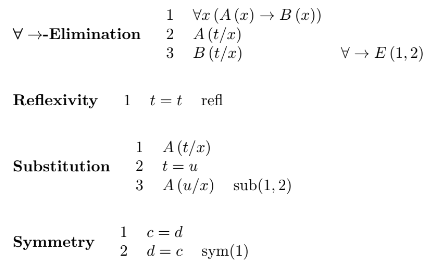 1 ∀x (A (x) → B (x))
∀ →-Elimination 2 A (t/x)
3 B (t/x) ∀ → E (1, 2)
Reflexivity 1 t = t refl
1 A (t/x)
Substitution 2 t = u
3 A (u/x) sub(1, 2)
1 c = d
Symmetry
2 d = c sym(1)